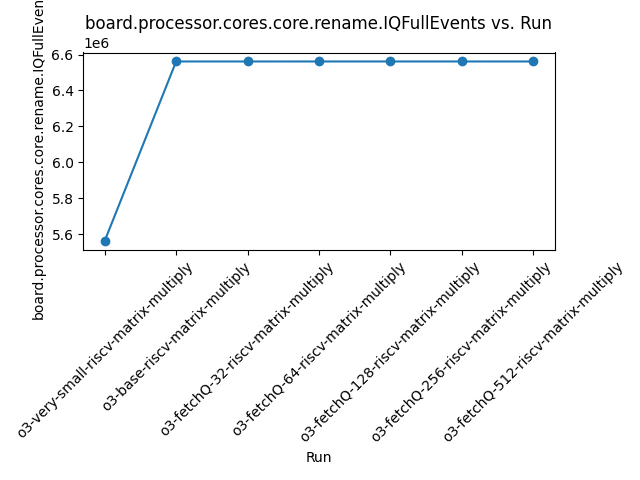 board.processor.cores.core.rename.IQFullEvents vs. Run
1e6
board.processor.cores.core.rename.IQFullEven
6.6
6.4
6.2
6.0
5.8
5.6
o3-very-small-riscv-matrix-multiply
o3-base-riscv-matrix-multiply
o3-fetchQ-32-riscv-matrix-multiply
o3-fetchQ-64-riscv-matrix-multiply
o3-fetchQ-128-riscv-matrix-multiply
o3-fetchQ-256-riscv-matrix-multiply
o3-fetchQ-512-riscv-matrix-multiply
Run